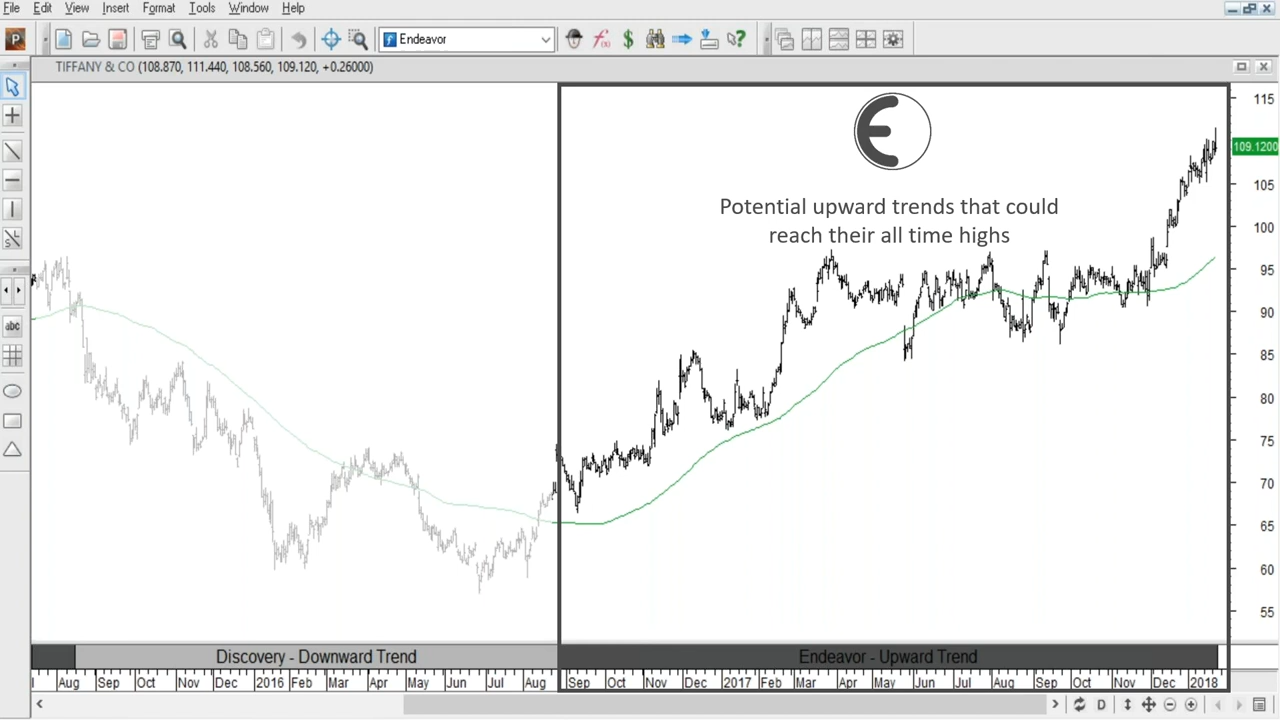 File Edit View Insert Format Tools Window Help
Endeavor
TIFFANY & CO (108.870, 111.440, 108.560, 109.120, +0.26000)
Potential upward trends that could
reach their all time highs
115
109.1200
105
100
95
90
85
80
75
70
65
60
55
abc
Discovery - Downward Trend
Endeavor - Upward Trend
Aug Sep Oct Nov Dec 2016 Feb Mar Apr May Jun Jul Aug Sep Oct Nov Dec 2017 Feb Mar Apr May Jun Jul Aug Sep Oct Nov Dec 2018
D